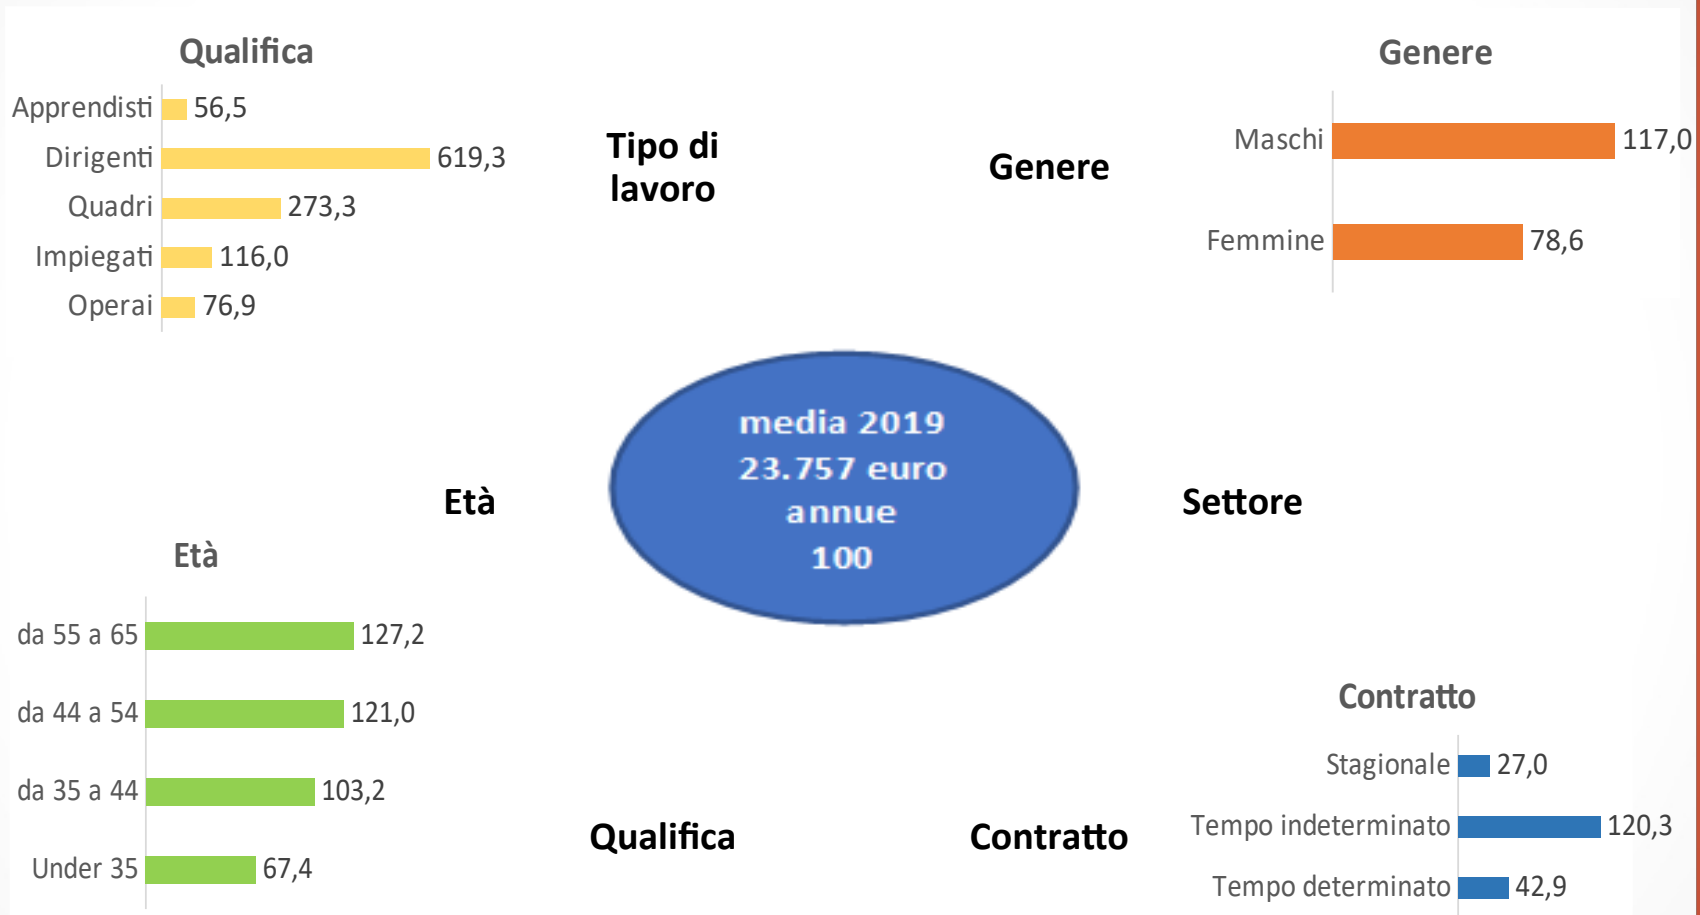 Qualifica
Apprendisti 56,5
Dirigenti 619,3
Quadri 273,3
Impiegati 116,0
Operai 76,9
Tipo di
lavoro
Genere
Genere
Maschi 117,0
Femmine 78,6
media 2019
23.757 euro
annue
100
Età
Settore
Età
da 55 a 65 127,2
da 44 a 54 121,0
da 35 a 44 103,2
Under 35 67,4
Qualifica
Contratto
Contratto
Stagionale 27,0
Tempo indeterminato 120,3
Tempo determinato 42,9